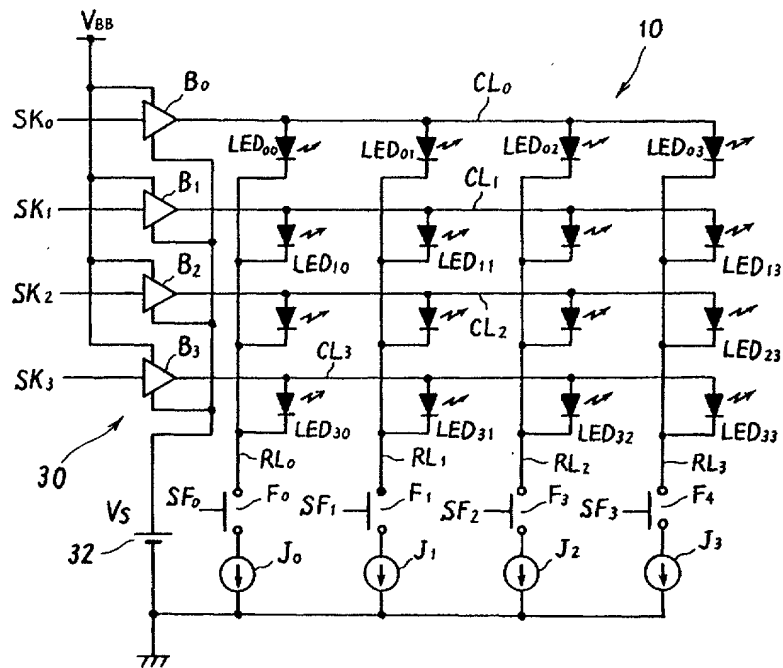 VBB
10
B0
SK0
CL0
LED00
LED01
LED02
LED03
B1
SK1
CL1
LED10
LED11
LED13
B2
SK2
CL2
LED23
B3
SK3
CL3
LED30
LED31
LED32
LED33
30
RL0
RL1
RL2
RL3
SF0
F0
SF1
F1
SF2
F3
SF3
F4
VS
32
J0
J1
J2
J3